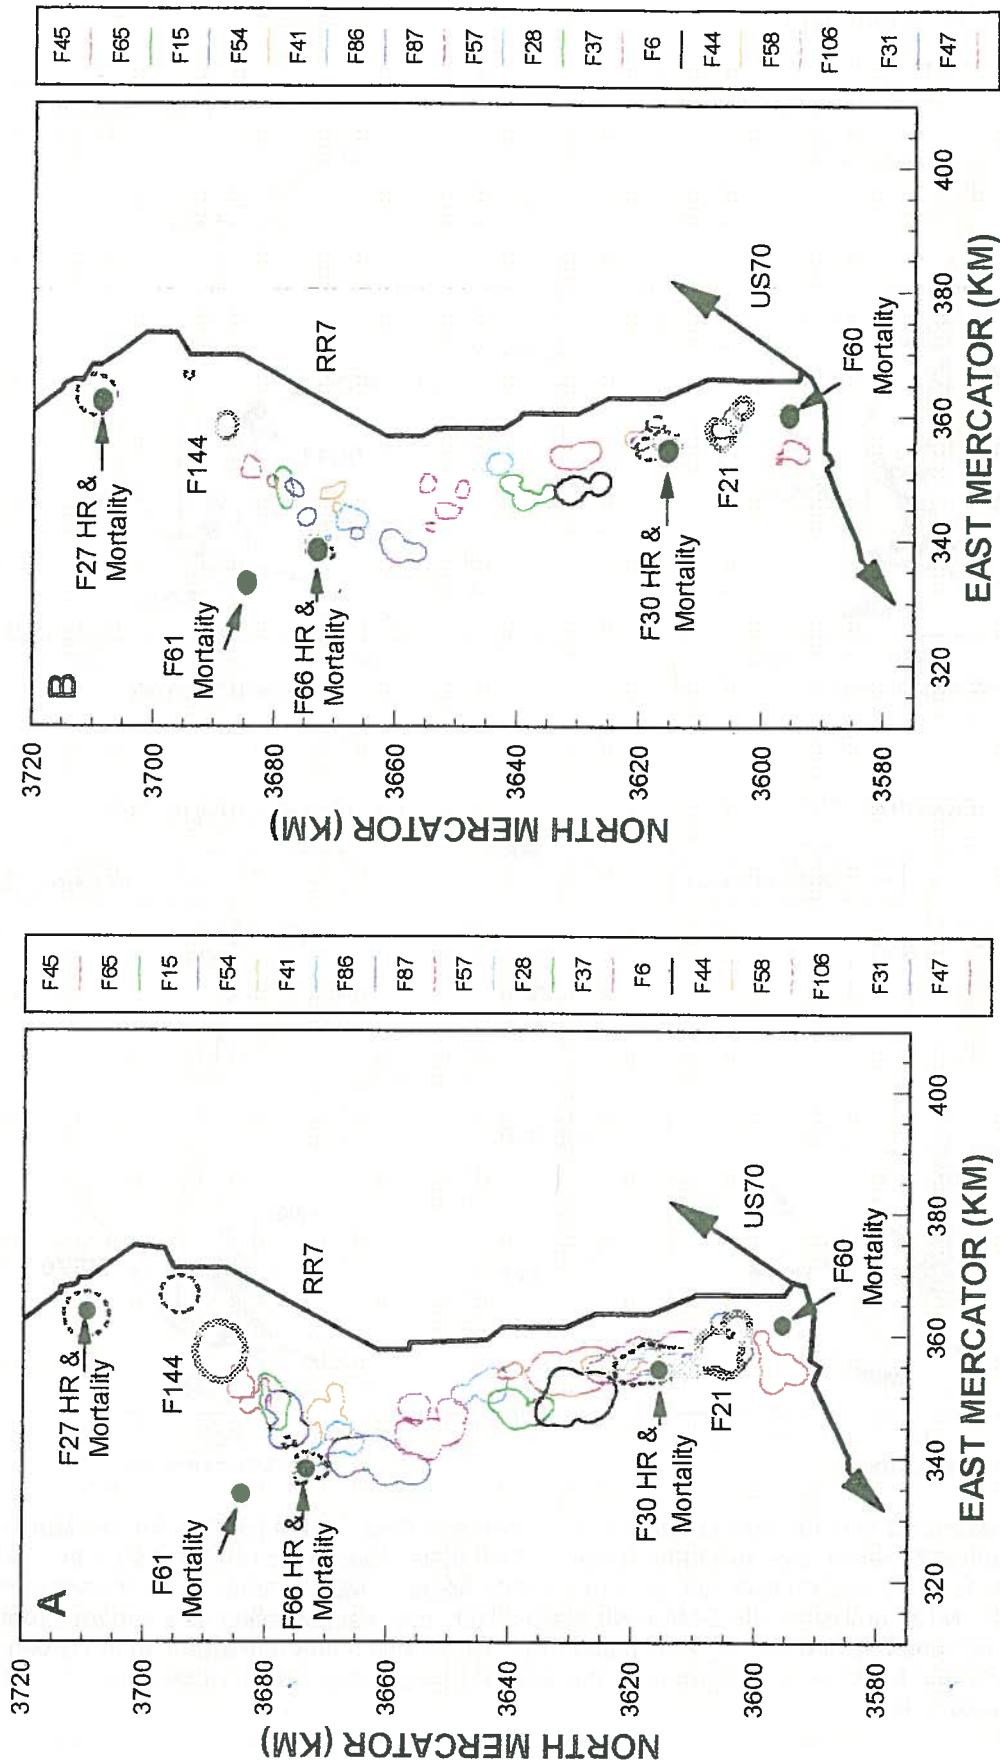 A
3720
3700
3680
3660
3640
3620
3600
3580
NORTH MERCATOR (KM)
320
340
360
380
400
EAST MERCATOR (KM)
F27 HR &
Mortality
F144
F61
Mortality
F66 HR &
Mortality
RR7
F30 HR &
Mortality
F21
US70
F60
Mortality
F45
F65
F15
F54
F41
F86
F87
F57
F28
F37
F6
F44
F58
F106
F31
F47
B
3720
3700
3680
3660
3640
3620
3600
3580
NORTH MERCATOR (KM)
320
340
360
380
400
EAST MERCATOR (KM)
F27 HR &
Mortality
F144
F61
Mortality
F66 HR &
Mortality
RR7
F30 HR &
Mortality
F21
US70
F60
Mortality
F45
F65
F15
F54
F41
F86
F87
F57
F28
F37
F6
F44
F58
F106
F31
F47